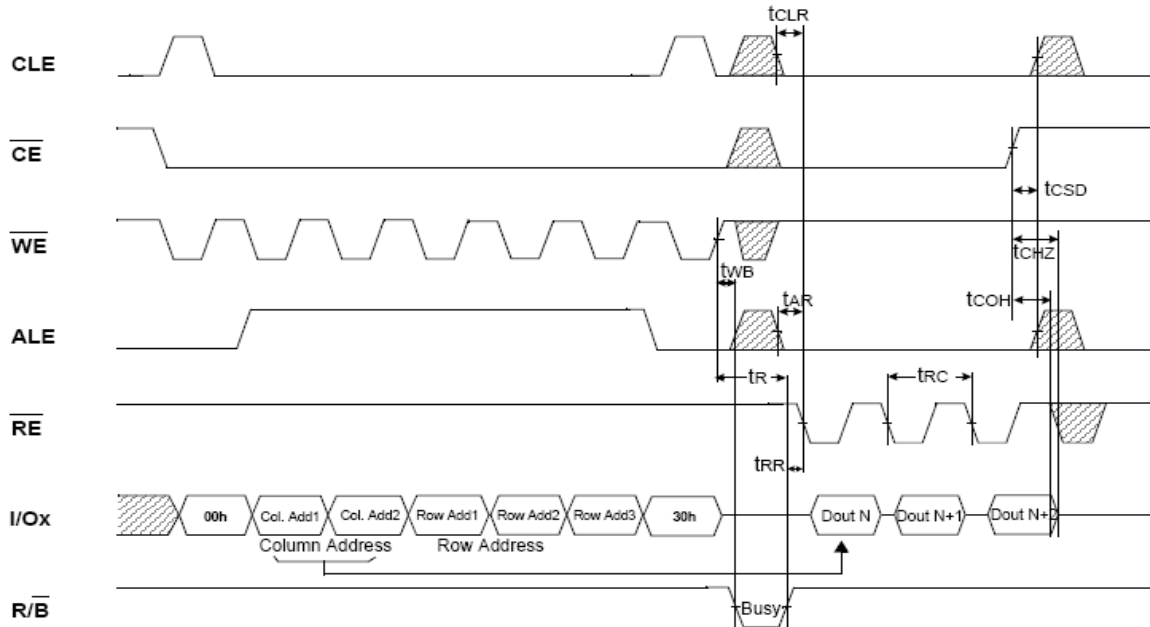 tCLR
CLE
CE
tCSD
WE
tCHZ
tWB
tCOH
tAR
ALE
tR
tRC
RE
tRR
I/Ox
00h
Col. Add1
Col. Add2
Row Add1
Row Add2
Row Add3
30h
Dout N
Dout N+1
Dout N+2
Column Address
Row Address
R/B
Busy